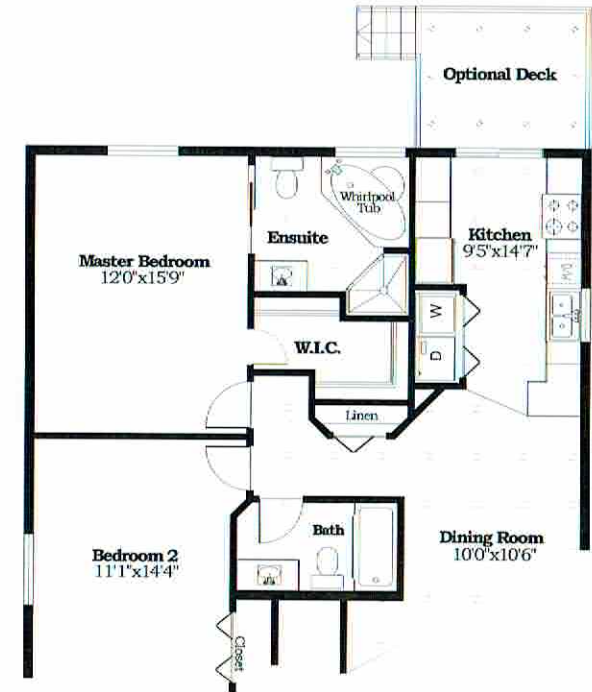 Optional Deck
Whirlpool
Tub
Ensuite
Kitchen
9'5"x14'7"
Master Bedroom
12'0"x15'9"
DW
W
D
W.I.C.
Linen
Bath
Dining Room
10'0"x10'6"
Bedroom 2
11'1"x14'4"
Closet